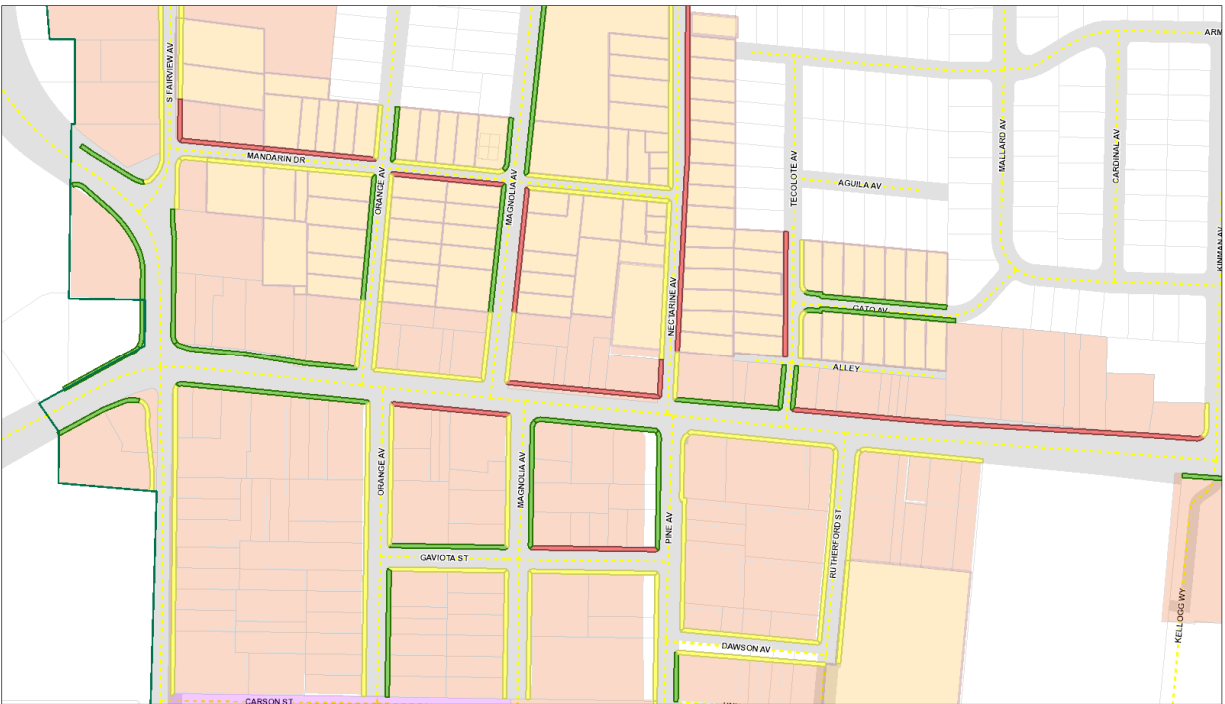 ARM
S FAIRVIEW AV
MALLARD AV
CARDINAL AV
MANDARIN DR
TECOLOTE AV
ORANGE AV
MAGNOLIA AV
AGUILA AV
KINMAN AV
NECTARINE AV
GATO AV
ALLEY
ORANGE AV
MAGNOLIA AV
PINE AV
RUTHERFORD ST
GAVIOTA ST
KELLOGG WY
DAWSON AV
CARSON ST